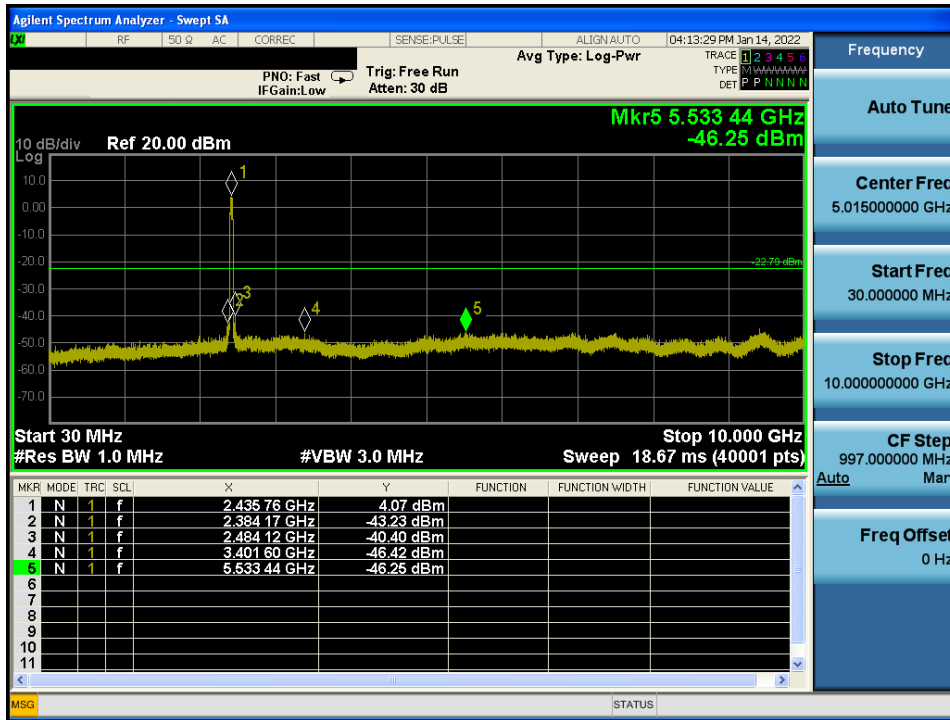 Agilent Spectrum Analyzer - Swept SA
LXI RF 50 Ω AC CORREC SENSE:PULSE ALIGN AUTO 04:13:29 PM Jan 14, 2022
Frequency
Avg Type: Log-Pwr
TRACE 1 2 3 4 5 6
PNO: Fast Trig: Free Run
TYPE M
IFGain:Low Atten: 30 dB
DET P P N N N N
Auto Tune
Mkr5 5.533 44 GHz
10 dB/div Ref 20.00 dBm -46.25 dBm
Log
10.0
0.00
-10.0
-20.0
-30.0
-40.0
-50.0
-60.0
-70.0
1
2
3
4
5
-22.79 dBm
Start 30 MHz Stop 10.000 GHz
#Res BW 1.0 MHz #VBW 3.0 MHz Sweep 18.67 ms (40001 pts)
MKR MODE TRC SCL X Y FUNCTION FUNCTION WIDTH FUNCTION VALUE
1 N 1 f 2.435 76 GHz 4.07 dBm
2 N 1 f 2.384 17 GHz -43.23 dBm
3 N 1 f 2.484 12 GHz -40.40 dBm
4 N 1 f 3.401 60 GHz -46.42 dBm
5 N 1 f 5.533 44 GHz -46.25 dBm
6
7
8
9
10
11
Center Freq
5.015000000 GHz
Start Freq
30.000000 MHz
Stop Freq
10.000000000 GHz
CF Step
997.000000 MHz
Auto Man
Freq Offset
0 Hz
MSG STATUS